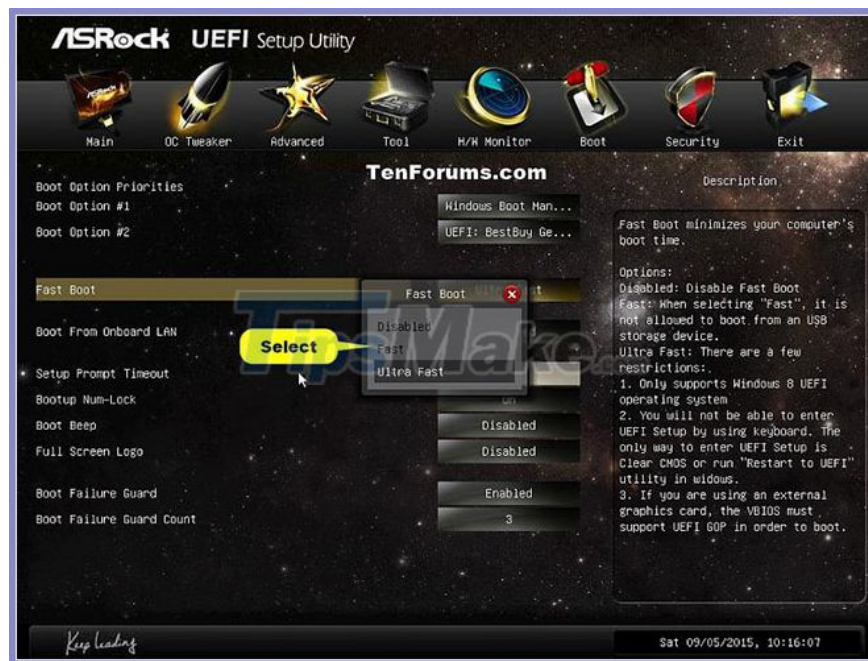 ASRock UEFI Setup Utility
Main OC Tweaker Advanced Tool H/W Monitor Boot Security Exit
TenForums.com
Boot Option Priorities
Boot Option #1 Windows Boot Man...
Boot Option #2 UEFI: BestBuy Ge...
Fast Boot
Boot From Onboard LAN
Setup Prompt Timeout
Bootup Num-Lock On
Boot Beep Disabled
Full Screen Logo Disabled
Boot Failure Guard Enabled
Boot Failure Guard Count 3
Fast Boot
Disabled
Fast
Ultra Fast
Select
TipsMake
Description
Fast Boot minimizes your computer's
boot time.
Options:
Disabled: Disable Fast Boot
Fast: When selecting "Fast", it is
not allowed to boot from an USB
storage device.
Ultra Fast: There are a few
restrictions:
1. Only supports Windows 8 UEFI
operating system
2. You will not be able to enter
UEFI Setup by using keyboard. The
only way to enter UEFI Setup is
Clear CMOS or run "Restart to UEFI"
utility in widows.
3. If you are using an external
graphics card, the VBIOS must
support UEFI GOP in order to boot.
Keep Leading
Sat 09/05/2015, 10:16:07